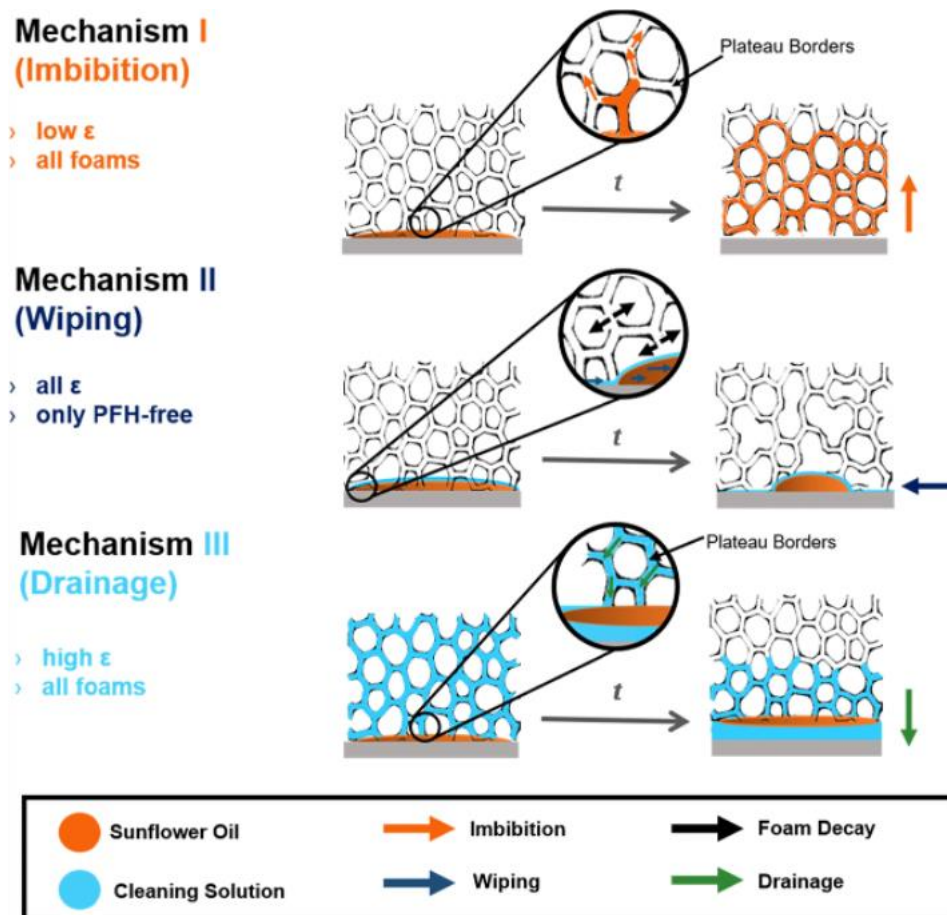 Mechanism I
(Imbibition)
› low ε
› all foams
Plateau Borders
t
Mechanism II
(Wiping)
› all ε
› only PFH-free
t
Mechanism III
(Drainage)
› high ε
› all foams
Plateau Borders
t
Sunflower Oil
Imbibition
Foam Decay
Cleaning Solution
Wiping
Drainage